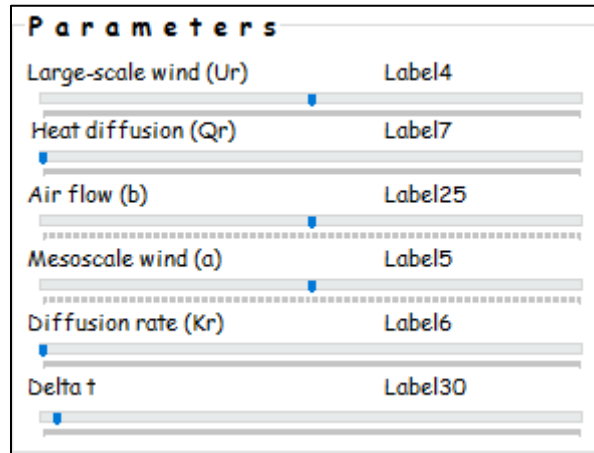 Parameters
Large-scale wind (Ur) Label4
Heat diffusion (Qr) Label7
Air flow (b) Label25
Mesoscale wind (a) Label5
Diffusion rate (Kr) Label6
Delta t Label30